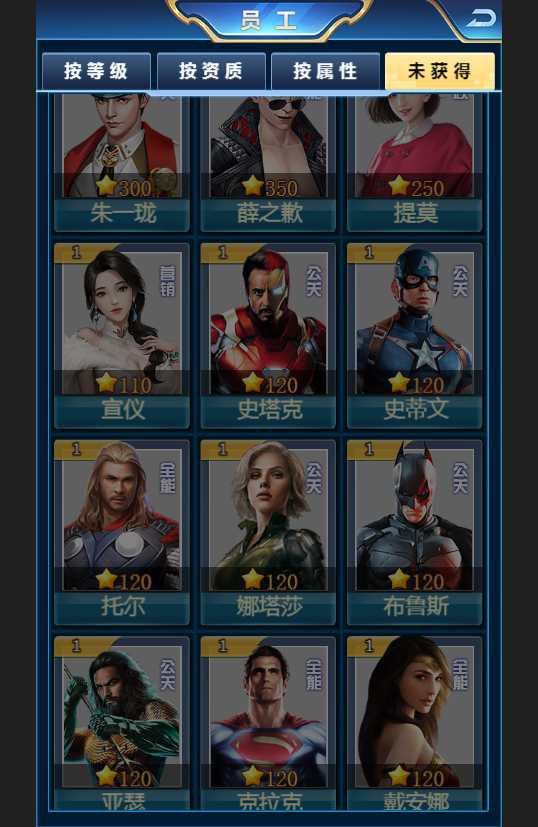 员工
按等级 按资质 按属性 未获得
300 350 250
朱一珑 薛之歉 提莫
1 1 1
营销 公关 公关
110 120 120
宣仪 史塔克 史蒂文
1 1 1
全能 公关 公关
120 120 120
托尔 娜塔莎 布鲁斯
1 1 1
公关 全能 全能
120 120 120
亚瑟 克拉克 戴安娜